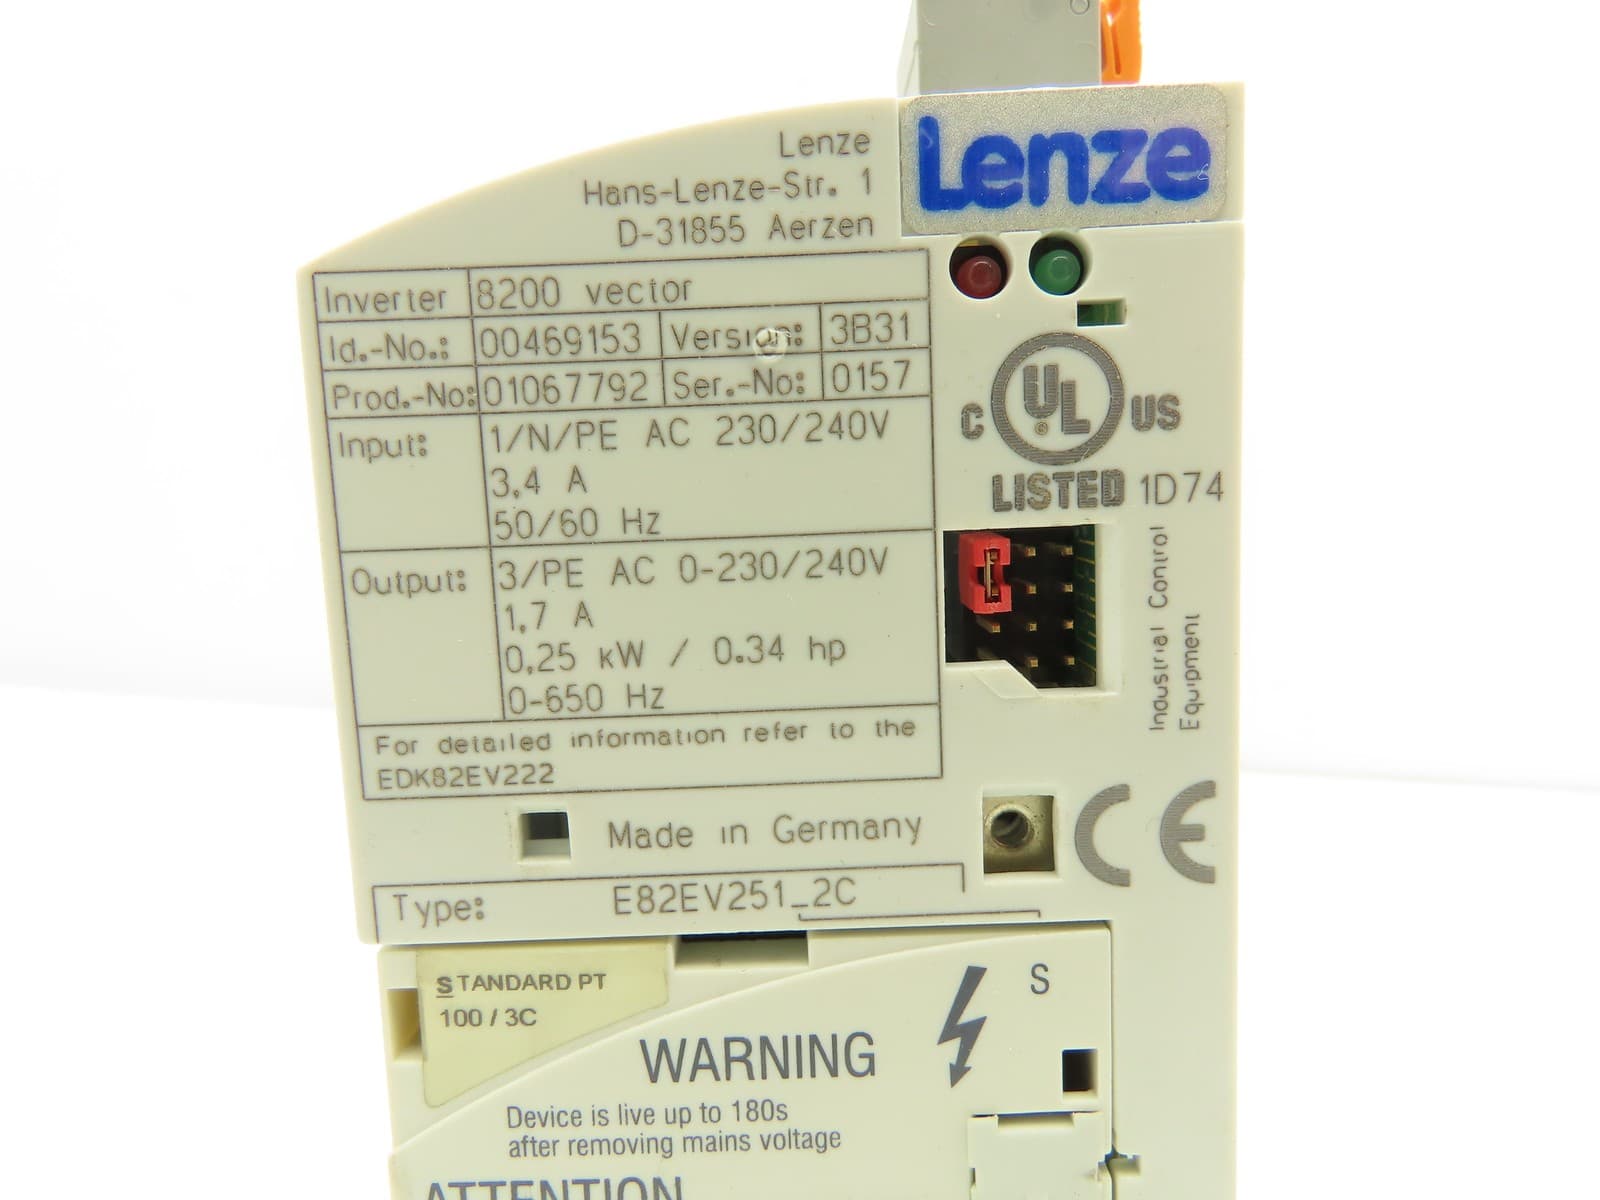 Lenze
Lenze
Hans-Lenze-Str. 1
D-31855 Aerzen
Inverter 8200 vector
Id.-No.: 00469153 Version: 3B31
Prod.-No: 01067792 Ser.-No: 0157
Input: 1/N/PE AC 230/240V
3,4 A
50/60 Hz
Output: 3/PE AC 0-230/240V
1,7 A
0,25 kW / 0.34 hp
0-650 Hz
For detailed information refer to the
EDK82EV222
C UL ® US
LISTED 1D74
Industrial Control
Equipment
Made in Germany
CE
Type: E82EV251_2C
STANDARD PT
100 / 3C
S
WARNING
Device is live up to 180s
after removing mains voltage
ATTENTION